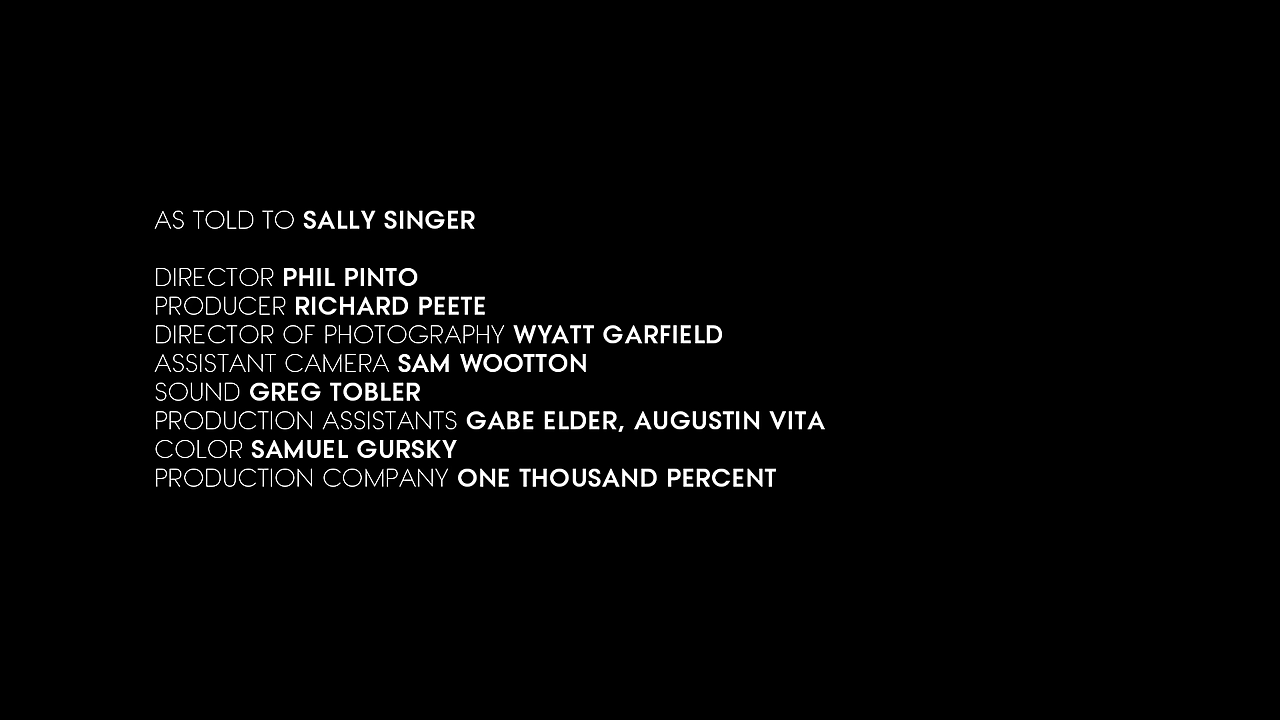 AS TOLD TO SALLY SINGER
DIRECTOR PHIL PINTO
PRODUCER RICHARD PEETE
DIRECTOR OF PHOTOGRAPHY WYATT GARFIELD
ASSISTANT CAMERA SAM WOOTTON
SOUND GREG TOBLER
PRODUCTION ASSISTANTS GABE ELDER, AUGUSTIN VITA
COLOR SAMUEL GURSKY
PRODUCTION COMPANY ONE THOUSAND PERCENT